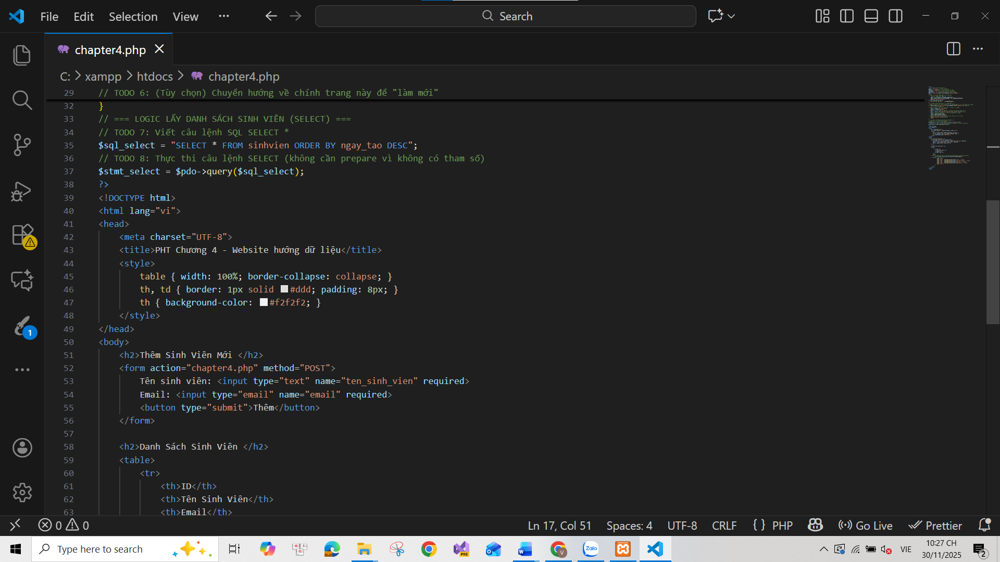 File Edit Selection View ... Search
chapter4.php
C: > xampp > htdocs > chapter4.php
29 // TODO 6: (Tùy chọn) Chuyển hướng về chính trang này để "làm mới"
32 }
33 // === LOGIC LẤY DANH SÁCH SINH VIÊN (SELECT) ===
34 // TODO 7: Viết câu lệnh SQL SELECT *
35 $sql_select = "SELECT * FROM sinhvien ORDER BY ngay_tao DESC";
36 // TODO 8: Thực thi câu lệnh SELECT (không cần prepare vì không có tham số)
37 $stmt_select = $pdo->query($sql_select);
38 ?>
39 <!DOCTYPE html>
40 <html lang="vi">
41 <head>
42 <meta charset="UTF-8">
43 <title>PHT Chương 4 - Website hướng dữ liệu</title>
44 <style>
45 table { width: 100%; border-collapse: collapse; }
46 th, td { border: 1px solid #ddd; padding: 8px; }
47 th { background-color: #f2f2f2; }
48 </style>
49 </head>
50 <body>
51 <h2>Thêm Sinh Viên Mới </h2>
52 <form action="chapter4.php" method="POST">
53 Tên sinh viên: <input type="text" name="ten_sinh_vien" required>
54 Email: <input type="email" name="email" required>
55 <button type="submit">Thêm</button>
56 </form>
57
58 <h2>Danh Sách Sinh Viên </h2>
59 <table>
60 <tr>
61 <th>ID</th>
62 <th>Tên Sinh Viên</th>
63 <th>Email</th>
1
0 0 Ln 17, Col 51 Spaces: 4 UTF-8 CRLF {} PHP Go Live Prettier
Type here to search PRE Zalo VIE 10:27 CH
30/11/2025 2